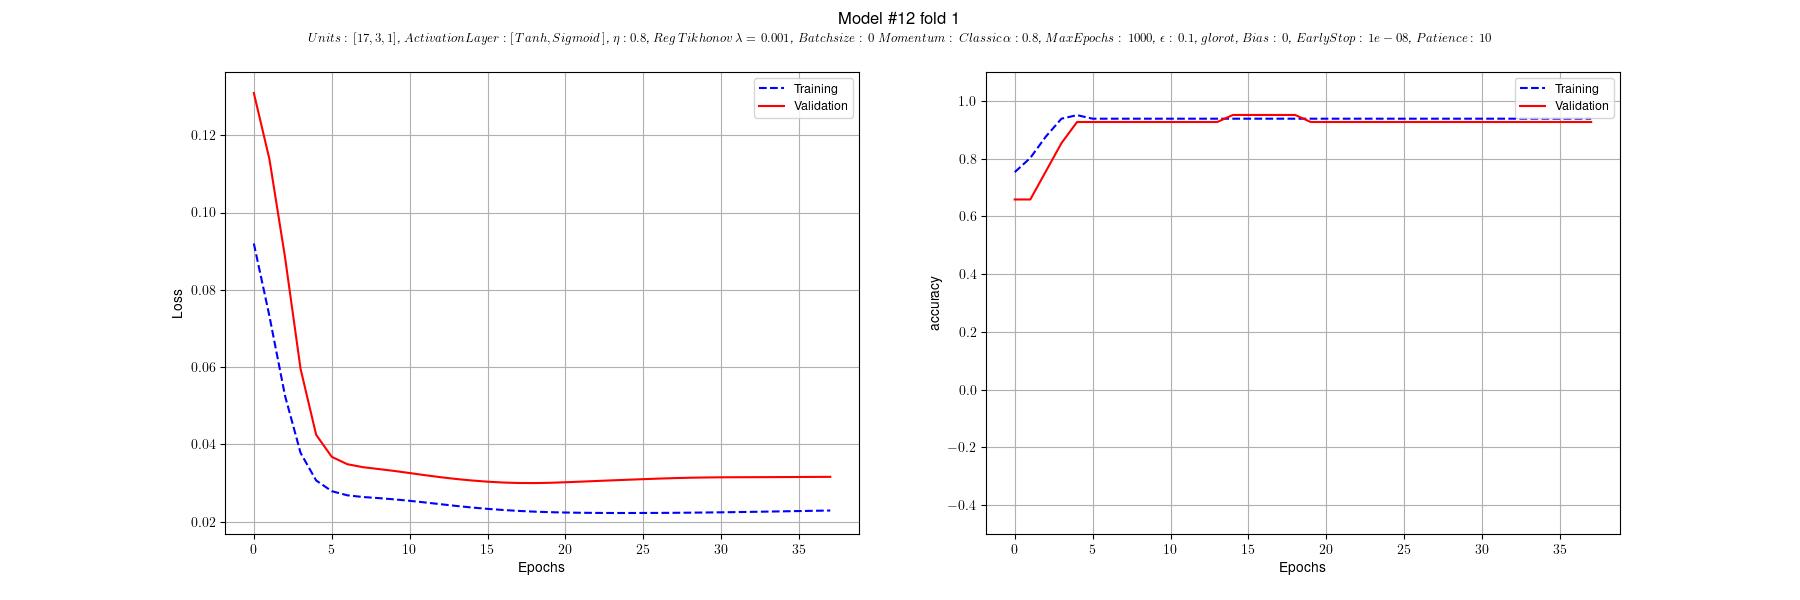 Model #12 fold 1
Units : [17, 3, 1], ActivationLayer : [Tanh, Sigmoid], η : 0.8, Reg Tikhonov λ = 0.001, Batchsize : 0 Momentum : Classic α : 0.8, MaxEpochs : 1000, ϵ : 0.1, glorot, Bias : 0, EarlyStop : 1e − 08, Patience : 10
Training
Validation
0.12
0.10
0.08
0.06
0.04
0.02
Loss
0 5 10 15 20 25 30 35
Epochs
Training
Validation
1.0
0.8
0.6
0.4
0.2
0.0
−0.2
−0.4
accuracy
0 5 10 15 20 25 30 35
Epochs